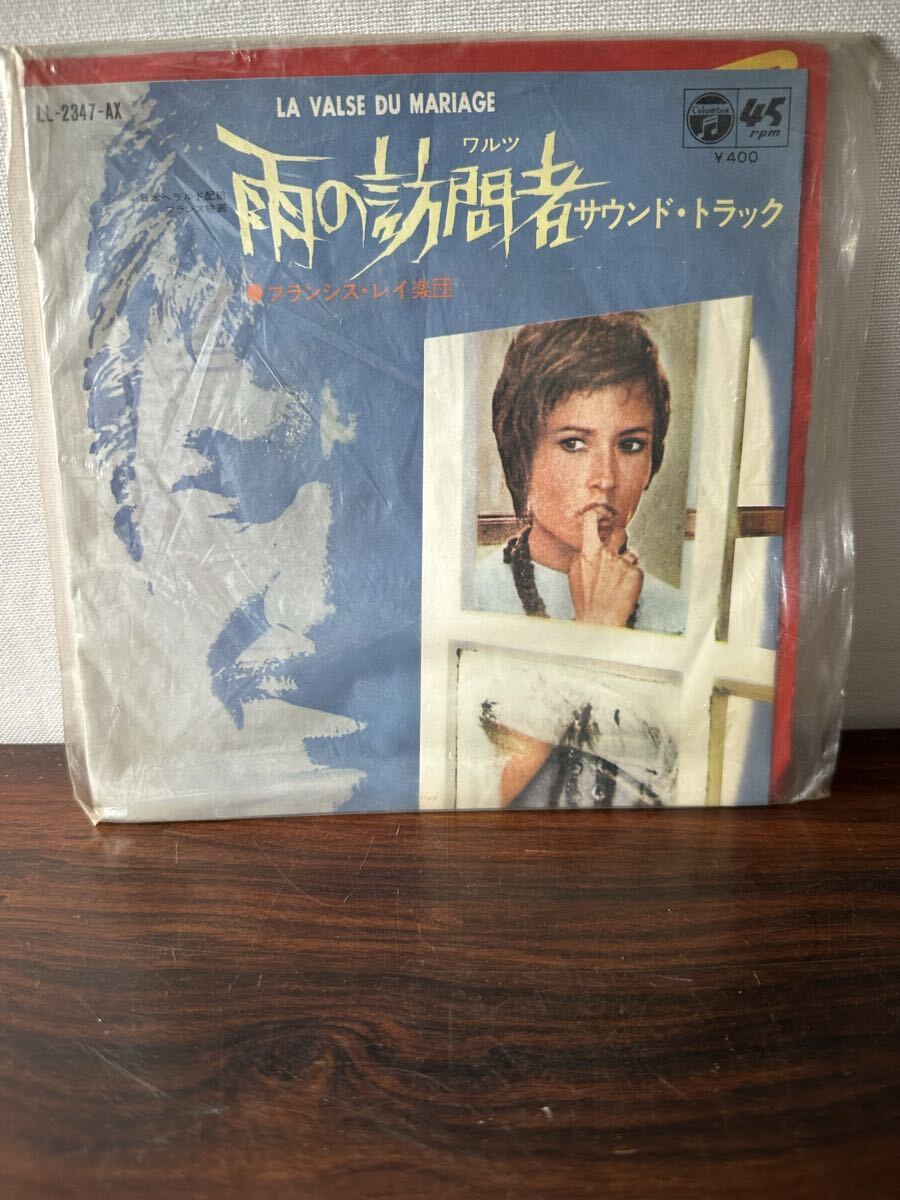 LL-2347-AX
LA VALSE DU MARIAGE
Columbia
45 rpm
¥400
ワルツ
雨の訪問者サウンド・トラック
日本ヘラルド配給
フランス映画
●フランシス・レイ楽団